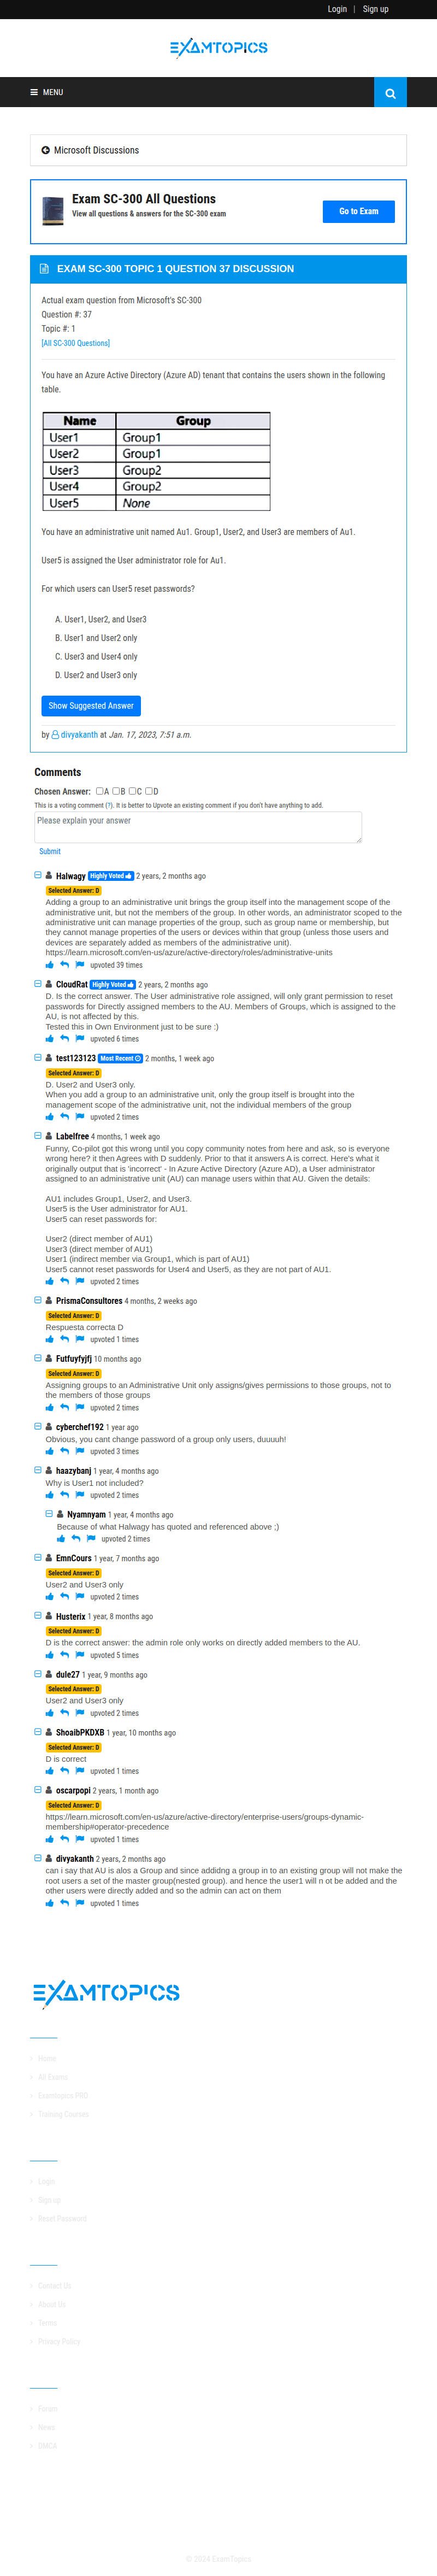 Login | Sign up
EXAMTOPICS
MENU
Microsoft Discussions
Exam SC-300 All Questions
View all questions & answers for the SC-300 exam
Go to Exam
EXAM SC-300 TOPIC 1 QUESTION 37 DISCUSSION
Actual exam question from Microsoft's SC-300
Question #: 37
Topic #: 1
[All SC-300 Questions]
You have an Azure Active Directory (Azure AD) tenant that contains the users shown in the following
table.
Name Group
User1 Group1
User2 Group1
User3 Group2
User4 Group2
User5 None
You have an administrative unit named Au1. Group1, User2, and User3 are members of Au1.
User5 is assigned the User administrator role for Au1.
For which users can User5 reset passwords?
A. User1, User2, and User3
B. User1 and User2 only
C. User3 and User4 only
D. User2 and User3 only
Show Suggested Answer
by divyakanth at Jan. 17, 2023, 7:51 a.m.
Comments
Chosen Answer: A B C D
This is a voting comment (?). It is better to Upvote an existing comment if you don't have anything to add.
Please explain your answer
Submit
Halwagy Highly Voted 2 years, 2 months ago
Selected Answer: D
Adding a group to an administrative unit brings the group itself into the management scope of the
administrative unit, but not the members of the group. In other words, an administrator scoped to the
administrative unit can manage properties of the group, such as group name or membership, but
they cannot manage properties of the users or devices within that group (unless those users and
devices are separately added as members of the administrative unit).
https://learn.microsoft.com/en-us/azure/active-directory/roles/administrative-units
upvoted 39 times
CloudRat Highly Voted 2 years, 2 months ago
D. Is the correct answer. The User administrator role assigned, will only grant permission to reset
passwords for Directly assigned members to the AU. Members or Groups, which is assigned to the
AU, is not affected by this.
Tested this in Own Environment just to be sure :)
upvoted 6 times
test123123 Most Recent 2 months, 1 week ago
Selected Answer: D
D. User2 and User3 only.
When you add a group to an administrative unit, only the group itself is brought into the
management scope of the administrative unit, not the individual members of the group
upvoted 2 times
Labelfree 4 months, 1 week ago
Funny, Co-pilot got this wrong until you copy community notes from here and ask, so is everyone
wrong here? it then Agrees with D suddenly. Prior to that it answers A is correct. Here's what it
originally output that is 'incorrect' - In Azure Active Directory (Azure AD), a User administrator
assigned to an administrative unit (AU) can manage users within that AU. Given the details:
AU1 includes Group1, User2, and User3.
User5 is the User administrator for AU1.
User5 can reset passwords for:
User2 (direct member of AU1)
User3 (direct member of AU1)
User1 (indirect member via Group1, which is part of AU1)
User5 cannot reset passwords for User4 and User5, as they are not part of AU1.
upvoted 2 times
PrismaConsultores 4 months, 2 weeks ago
Selected Answer: D
Respuesta correcta D
upvoted 1 times
Futfuyfyjfj 10 months ago
Selected Answer: D
Assigning groups to an Administrative Unit only assigns/gives permissions to those groups, not to
the members of those groups
upvoted 2 times
cyberchef192 1 year ago
Obvious, you cant change password of a group only users, duuuuh!
upvoted 3 times
haazybanj 1 year, 4 months ago
Why is User1 not included?
upvoted 2 times
Nyamnyam 1 year, 4 months ago
Because of what Halwagy has quoted and referenced above ;)
upvoted 2 times
EmnCours 1 year, 7 months ago
Selected Answer: D
User2 and User3 only
upvoted 2 times
Husterix 1 year, 8 months ago
Selected Answer: D
D is the correct answer: the admin role only works on directly added members to the AU.
upvoted 5 times
dule27 1 year, 9 months ago
Selected Answer: D
User2 and User3 only
upvoted 2 times
ShoaibPKDXB 1 year, 10 months ago
Selected Answer: D
D is correct
upvoted 1 times
oscarpopi 2 years, 1 month ago
Selected Answer: D
https://learn.microsoft.com/en-us/azure/active-directory/enterprise-users/groups-dynamic-
membership#operator-precedence
upvoted 1 times
divyakanth 2 years, 2 months ago
can i say that AU is alos a Group and since addidng a group in to an existing group will not make the
root users a set of the master group(nested group). and hence the user1 will n ot be added and the
other users were directly added and so the admin can act on them
upvoted 1 times
EXAMTOPICS
Home
All Exams
Examtopics PRO
Training Courses
Login
Sign up
Reset Password
Contact Us
About Us
Terms
Privacy Policy
Forum
News
DMCA
© 2024 ExamTopics